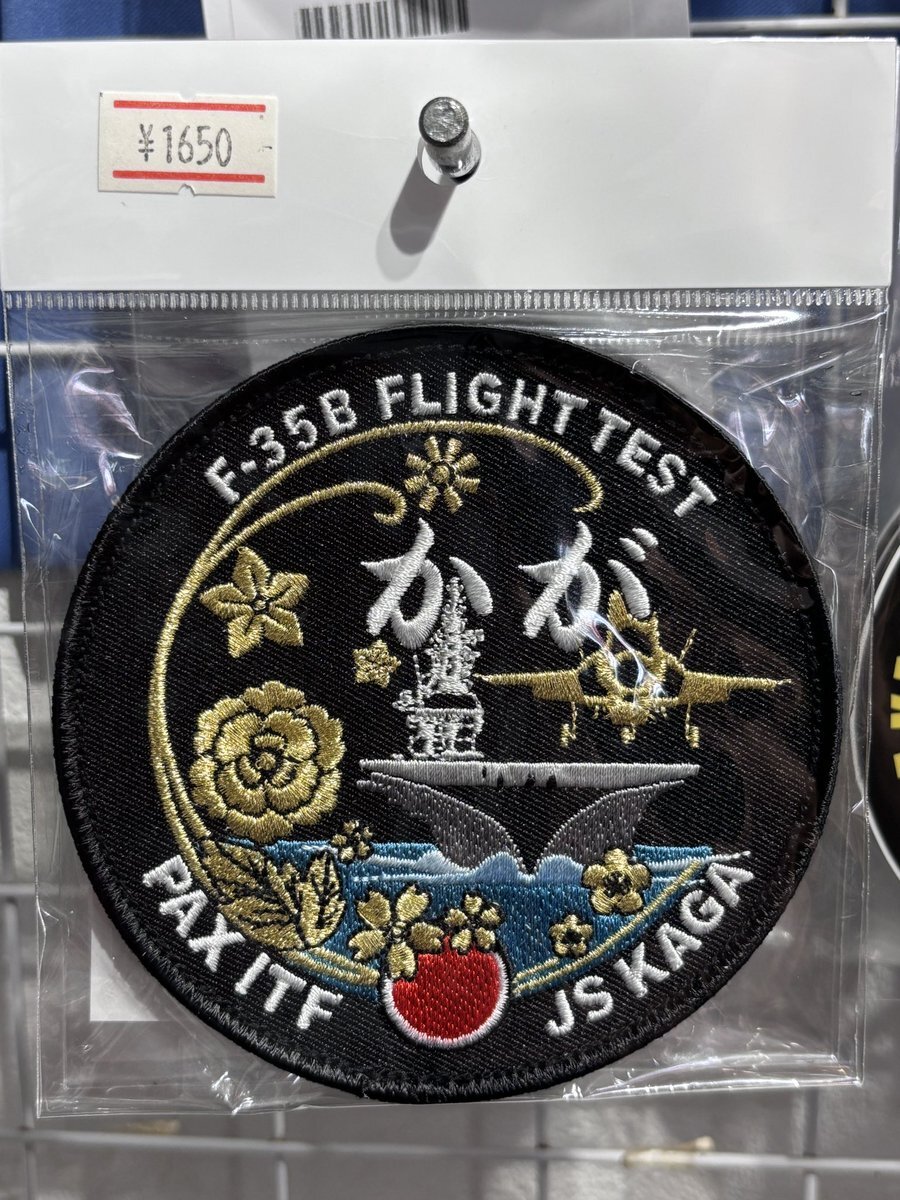 ¥1650
F-35B FLIGHT TEST
かが
PAX ITF
JS KAGA